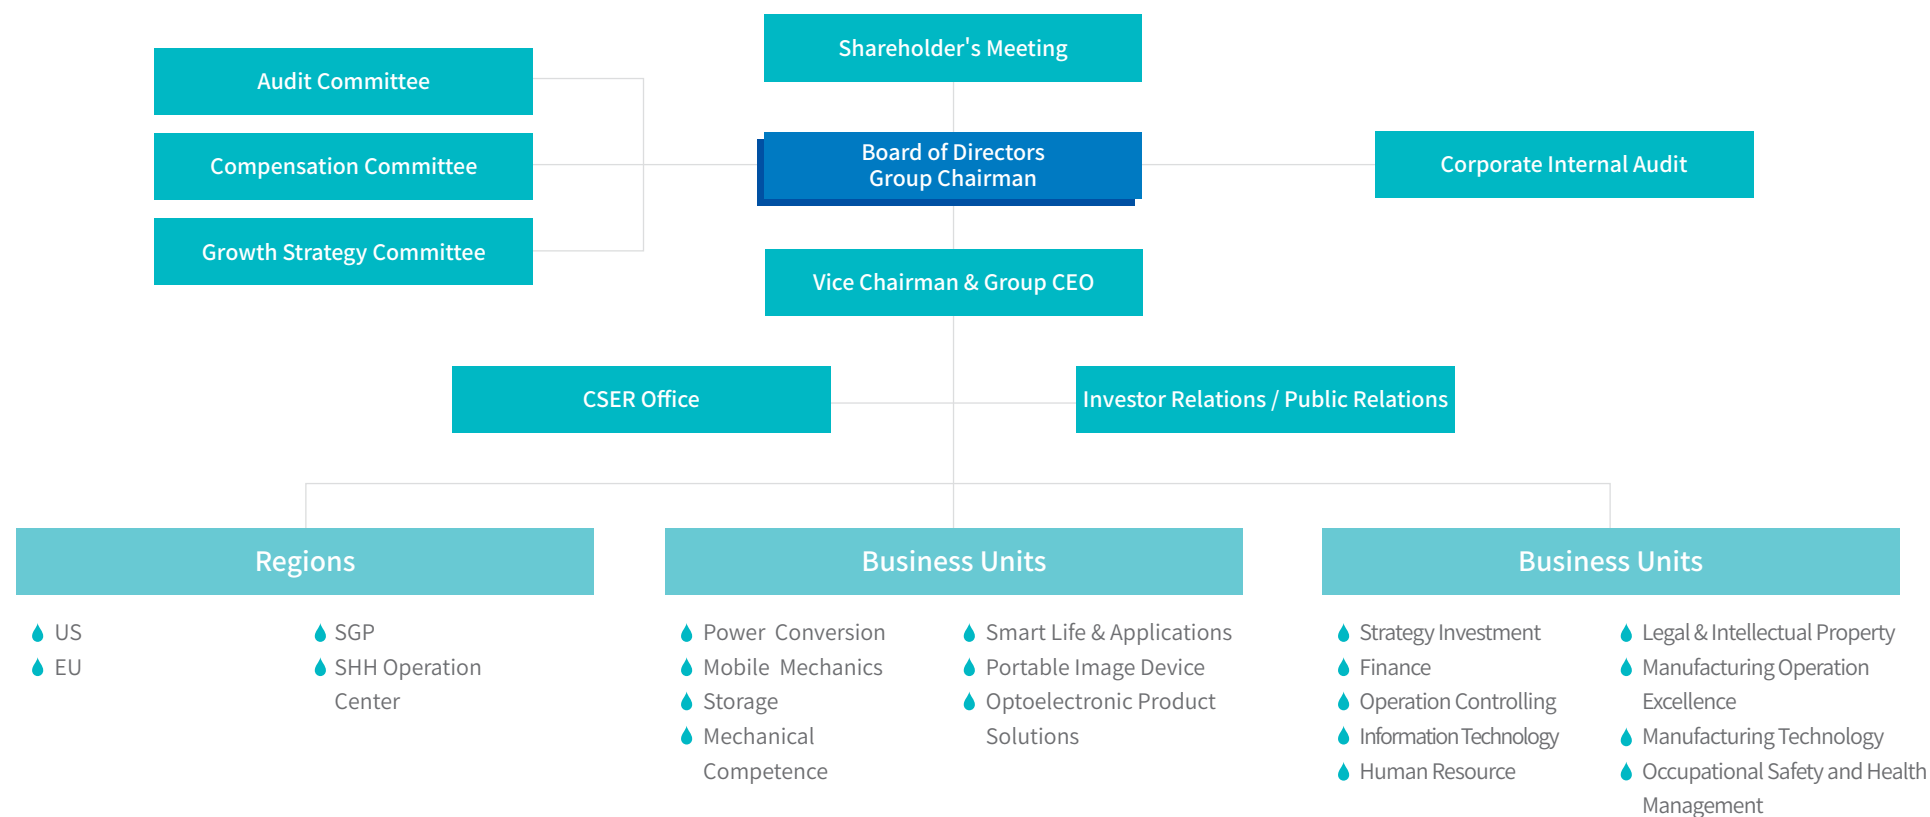 Shareholder's Meeting
Audit Committee
Compensation Committee
Growth Strategy Committee
Board of Directors
Group Chairman
Corporate Internal Audit
Vice Chairman & Group CEO
CSER Office
Investor Relations / Public Relations
Regions
US
EU
SGP
SHH Operation
Center
Business Units
Power Conversion
Mobile Mechanics
Storage
Mechanical
Competence
Smart Life & Applications
Portable Image Device
Optoelectronic Product
Solutions
Business Units
Strategy Investment
Finance
Operation Controlling
Information Technology
Human Resource
Legal & Intellectual Property
Manufacturing Operation
Excellence
Manufacturing Technology
Occupational Safety and Health
Management